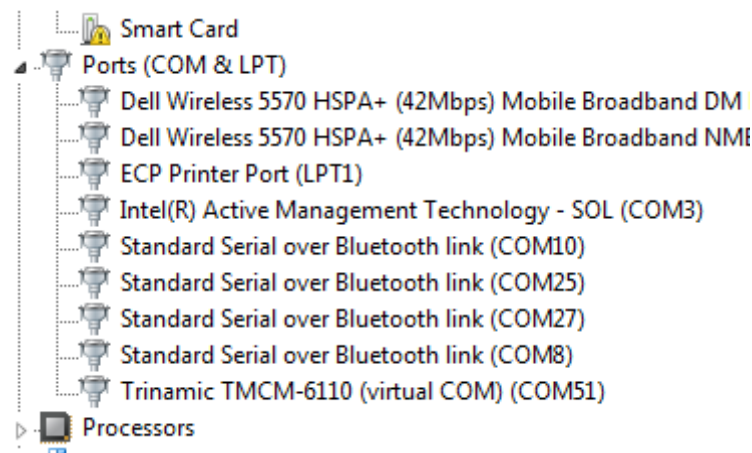 Smart Card
Ports (COM & LPT)
Dell Wireless 5570 HSPA+ (42Mbps) Mobile Broadband DM
Dell Wireless 5570 HSPA+ (42Mbps) Mobile Broadband NME
ECP Printer Port (LPT1)
Intel(R) Active Management Technology - SOL (COM3)
Standard Serial over Bluetooth link (COM10)
Standard Serial over Bluetooth link (COM25)
Standard Serial over Bluetooth link (COM27)
Standard Serial over Bluetooth link (COM8)
Trinamic TMCM-6110 (virtual COM) (COM51)
Processors